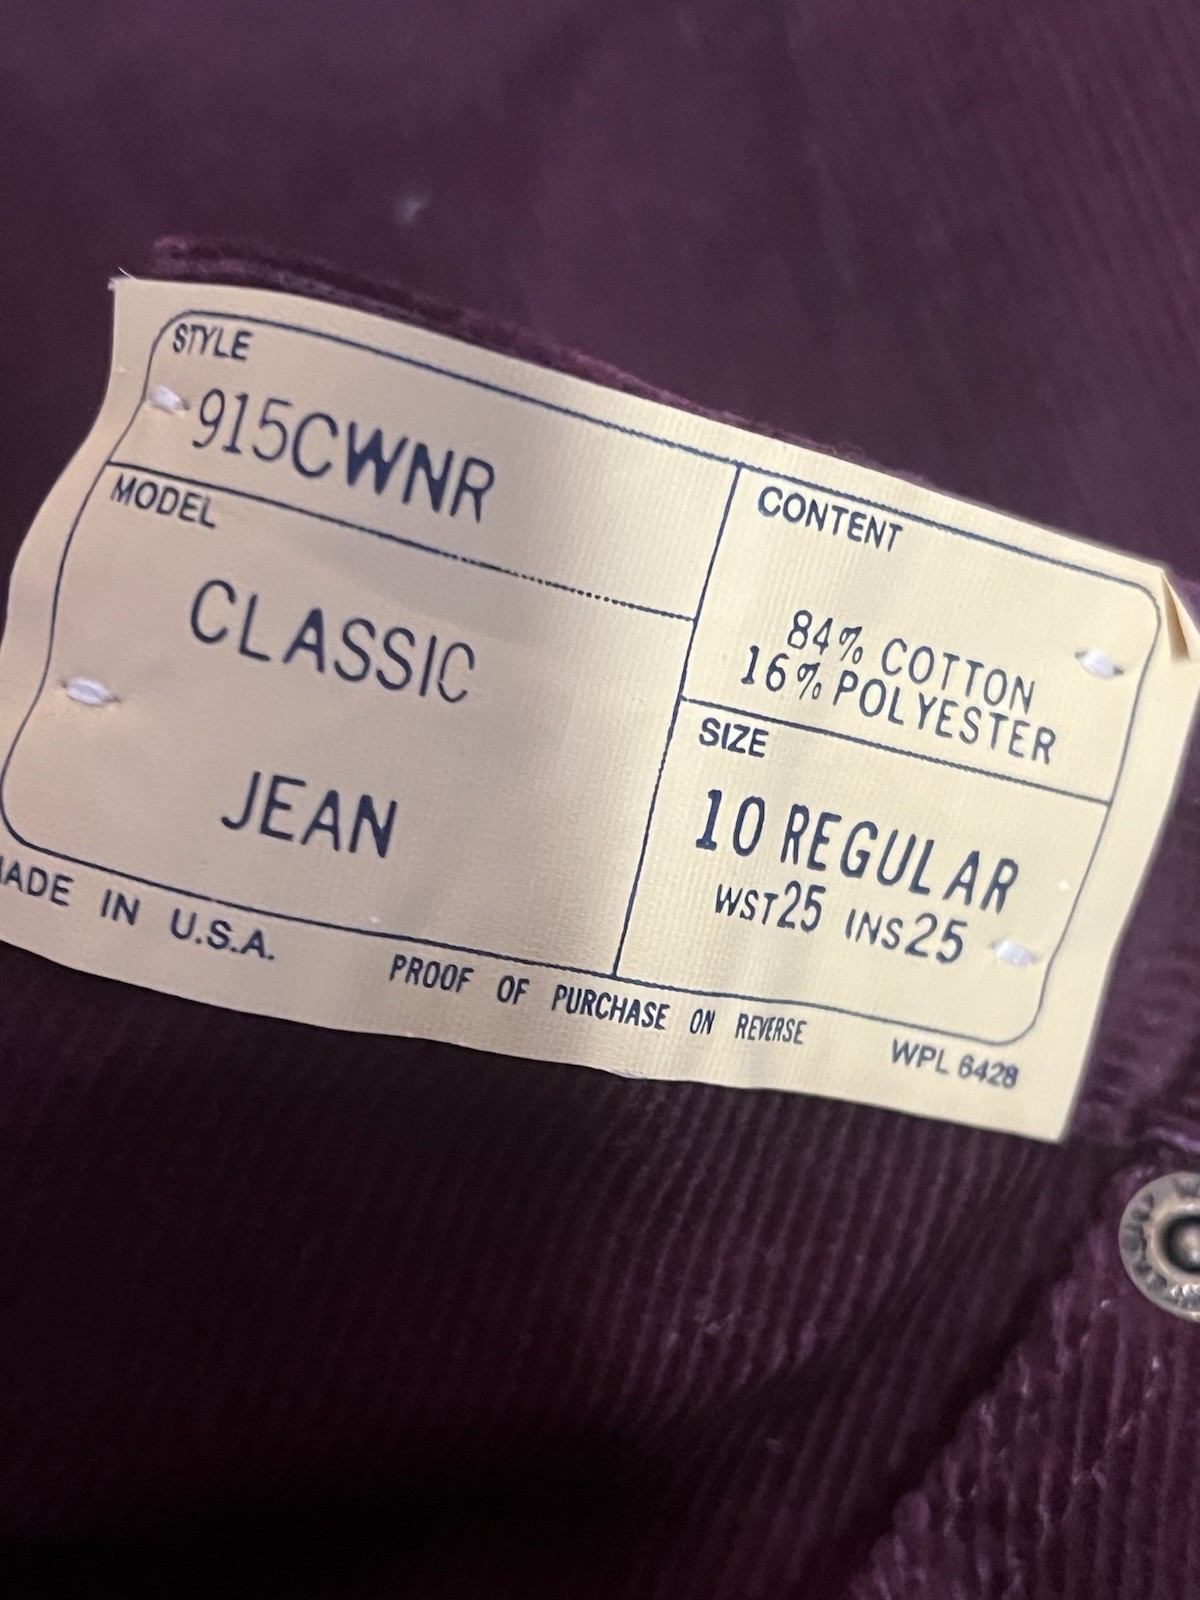 STYLE
915CWNR
MODEL
CLASSIC
JEAN
CONTENT
84% COTTON
16% POLYESTER
SIZE
10 REGULAR
WST25 INS25
MADE IN U.S.A.
PROOF OF PURCHASE ON REVERSE
WPL 6428